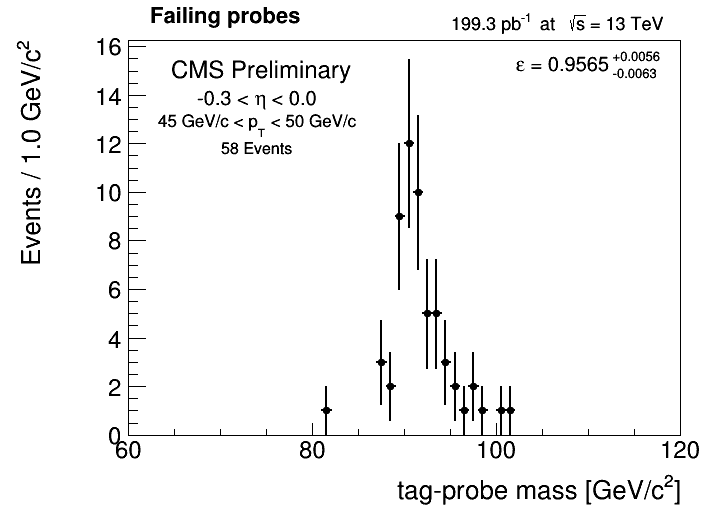 Failing probes
199.3 pb⁻¹ at √s = 13 TeV
CMS Preliminary
-0.3 < η < 0.0
45 GeV/c < p_T < 50 GeV/c
58 Events
ε = 0.9565 +0.0056 -0.0063
Events / 1.0 GeV/c²
16
14
12
10
8
6
4
2
0
60 80 100 120
tag-probe mass [GeV/c²]